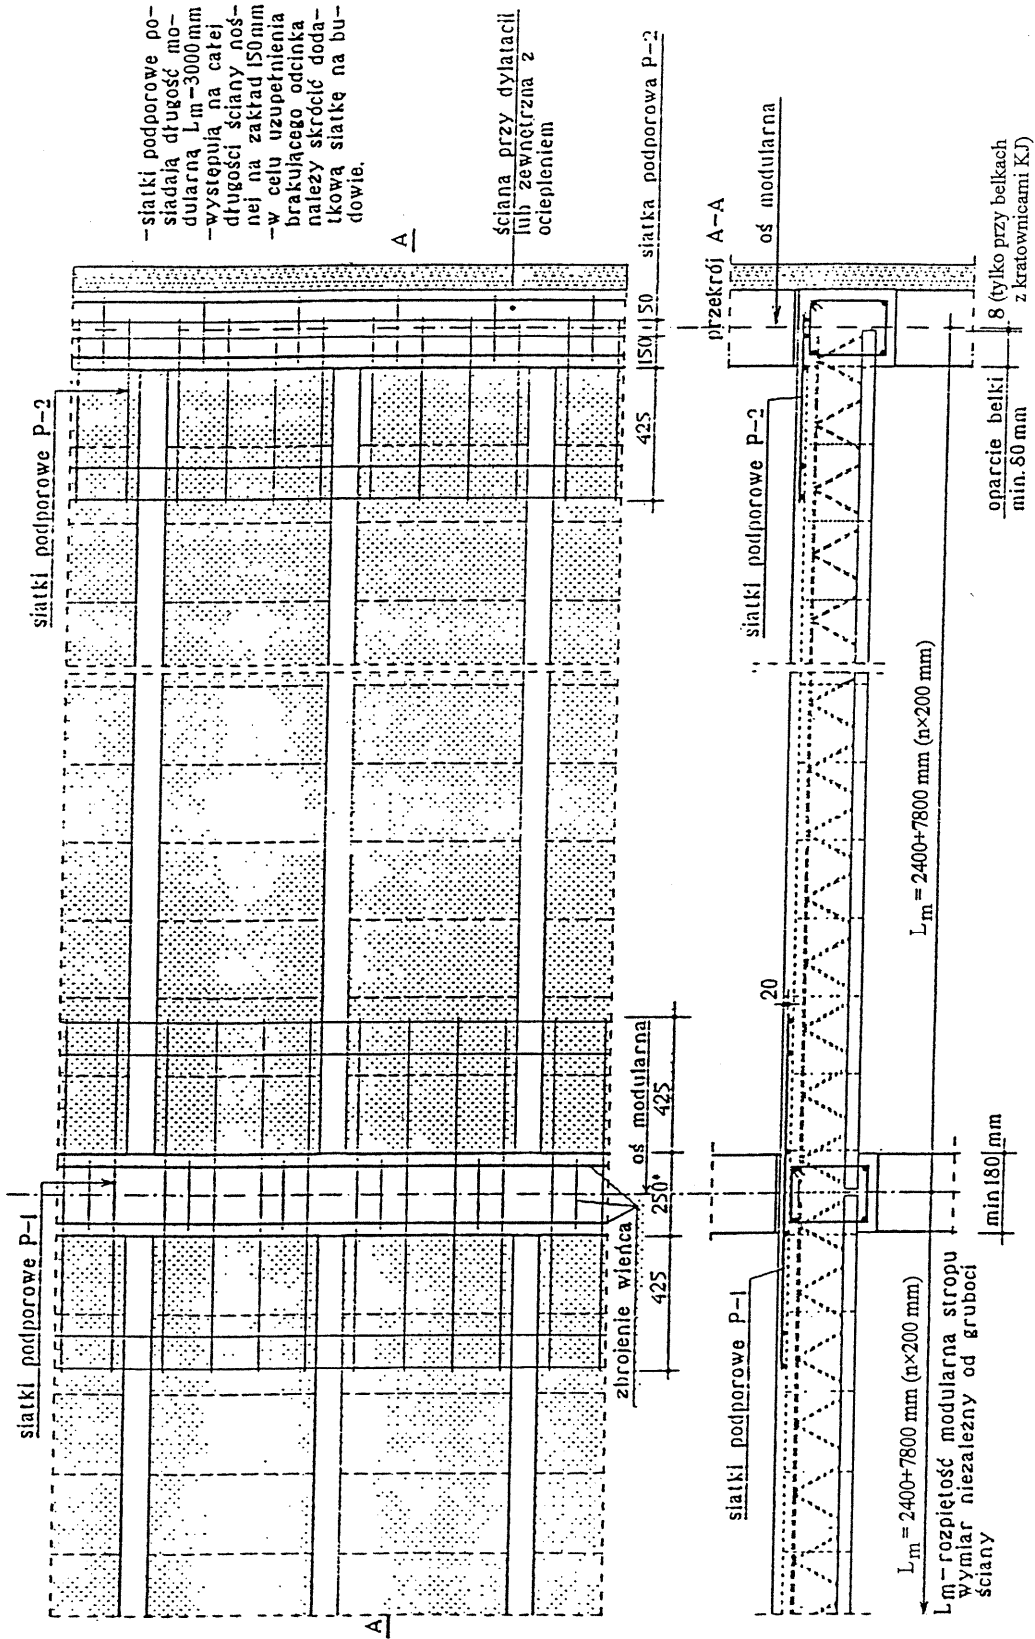 -siatki podporowe po-
siadają długość mo-
dularną Lm-3000mm
-występują na całej
długości ściany noś-
nej na zakład 150mm
-w celu uzupełnienia
brakującego odcinka
należy skrócić doda-
tkową siatkę na bu-
dowie.
siatki podporowe P-1
siatki podporowe P-2
A
A
ściana przy dylatacji
lub zewnętrzna z
ociepleniem
siatka podporowa P-2
zbrojenie wieńca
oś modularna
425
250*
425
425
150
150
przekrój A-A
oś modularna
siatki podporowe P-1
siatki podporowe P-2
20
min180 mm
oparcie belki
min. 80 mm
8 (tylko przy belkach
z kratownicami KJ)
Lm = 2400÷7800 mm (n×200 mm)
Lm = 2400÷7800 mm (n×200 mm)
Lm-rozpiętość modularna stropu
wymiar niezależny od gruboci
ściany